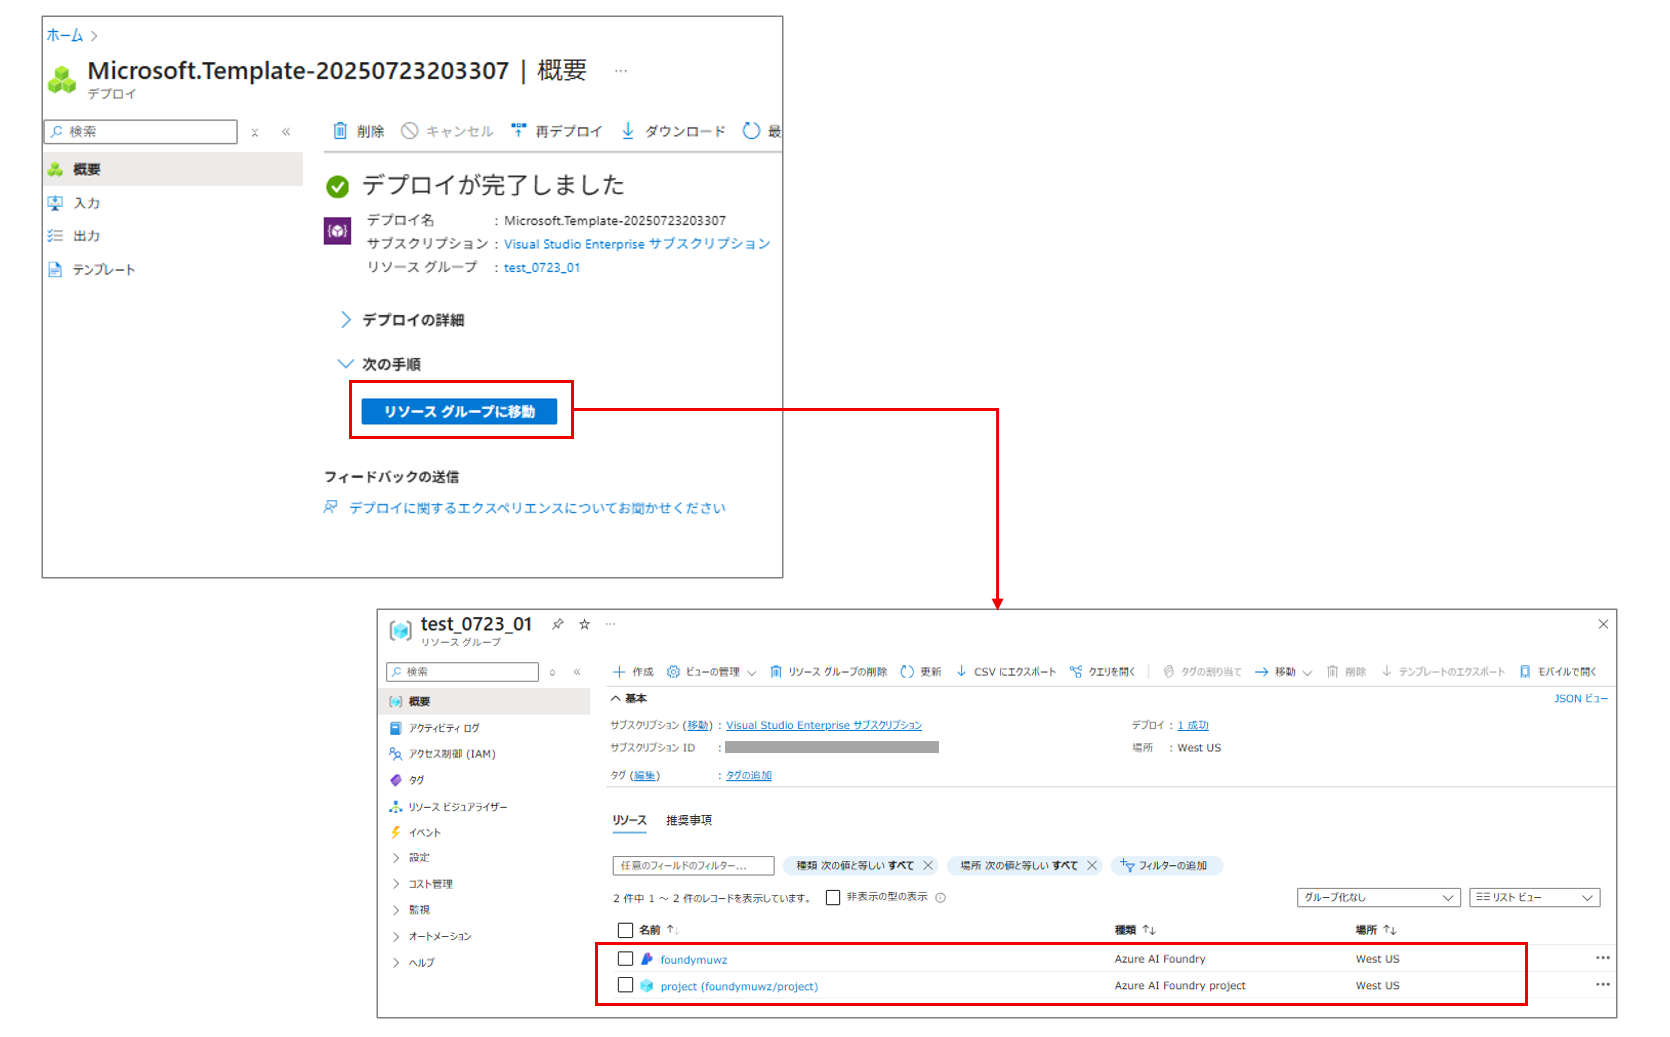 ホーム
Microsoft.Template-20250723203307 | 概要 ...
デプロイ
検索
削除 キャンセル 再デプロイ ダウンロード 最
概要
入力
出力
テンプレート
デプロイが完了しました
デプロイ名 : Microsoft.Template-20250723203307
サブスクリプション : Visual Studio Enterprise サブスクリプション
リソース グループ : test_0723_01
デプロイの詳細
次の手順
リソース グループに移動
フィードバックの送信
デプロイに関するエクスペリエンスについてお聞かせください
test_0723_01 ...
リソース グループ
検索
作成 ビューの管理 リソース グループの削除 更新 CSV にエクスポート クエリを開く タグの割り当て 移動 削除 テンプレートのエクスポート モバイルで開く
概要
アクティビティ ログ
アクセス制御 (IAM)
タグ
リソース ビジュアライザー
イベント
設定
コスト管理
監視
オートメーション
ヘルプ
基本
JSON ビュー
サブスクリプション (移動) : Visual Studio Enterprise サブスクリプション
デプロイ : 1 成功
サブスクリプション ID :
場所 : West US
タグ (編集) : タグの追加
リソース 推奨事項
任意のフィールドのフィルター... 種類 次の値と等しい すべて 場所 次の値と等しい すべて フィルターの追加
2 件中 1 ～ 2 件のレコードを表示しています。 非表示の型の表示
グループ化なし リスト ビュー
名前 ↑↓ 種類 ↑↓ 場所 ↑↓
foundymuwz Azure AI Foundry West US ...
project (foundymuwz/project) Azure AI Foundry project West US ...